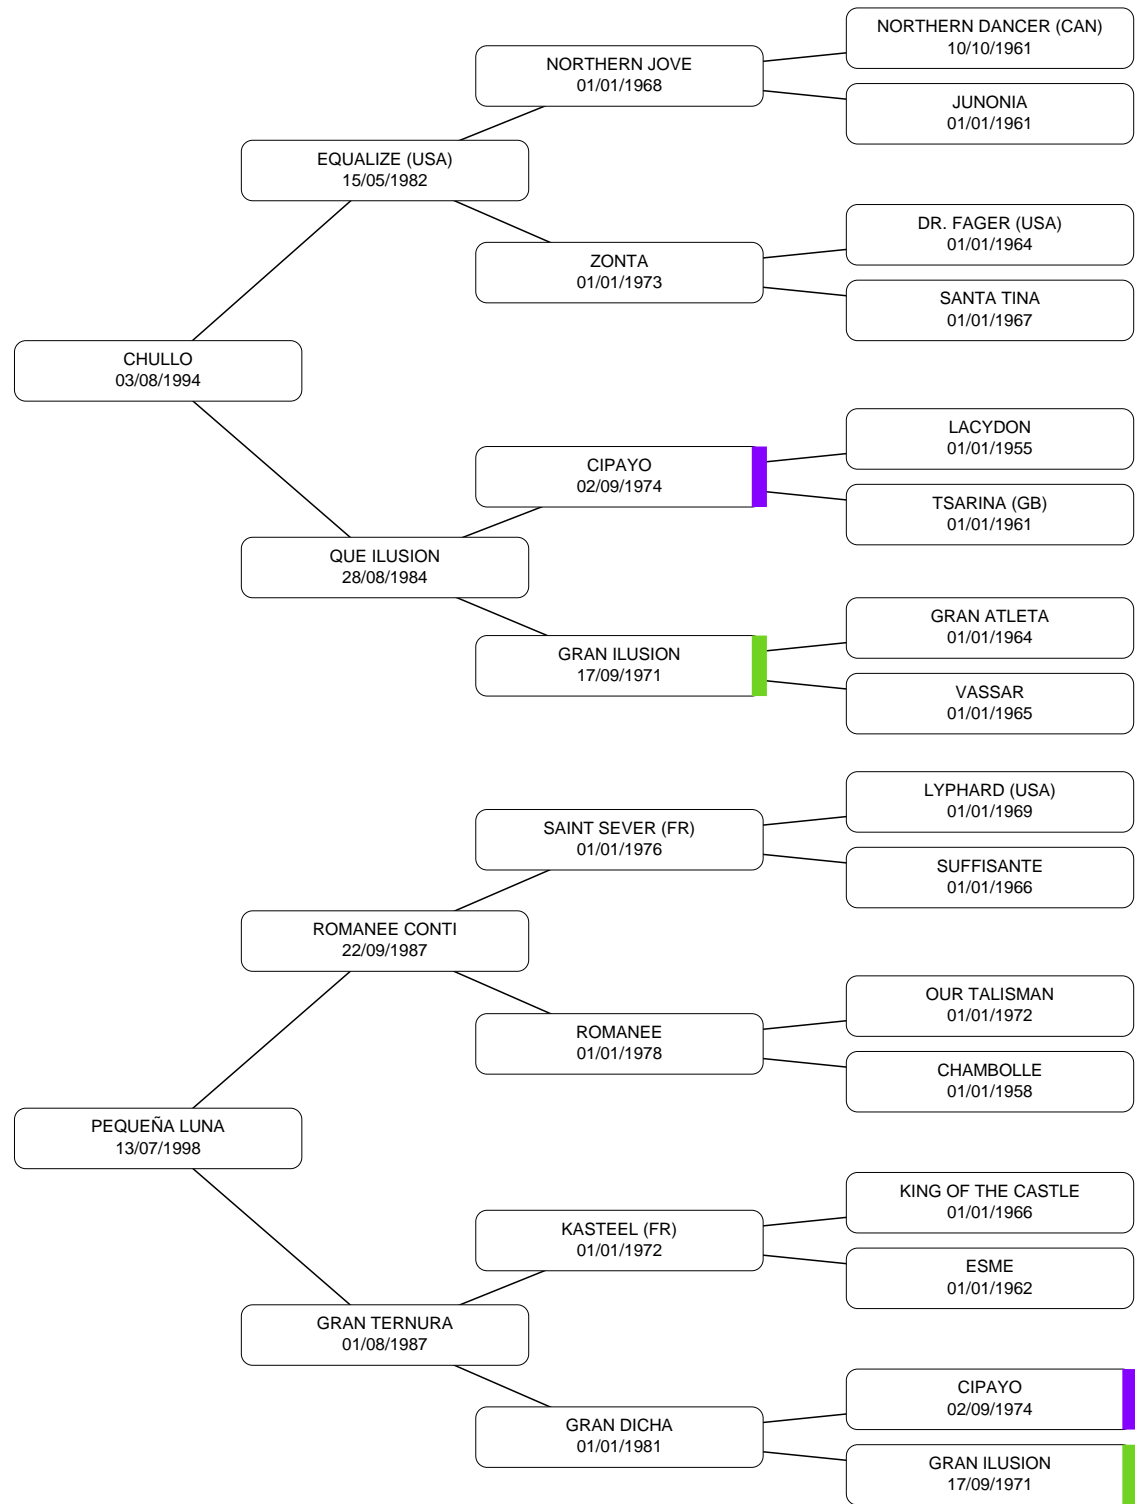 NORTHERN DANCER (CAN)
10/10/1961
NORTHERN JOVE
01/01/1968
JUNONIA
01/01/1961
EQUALIZE (USA)
15/05/1982
DR. FAGER (USA)
01/01/1964
ZONTA
01/01/1973
SANTA TINA
01/01/1967
CHULLO
03/08/1994
LACYDON
01/01/1955
CIPAYO
02/09/1974
TSARINA (GB)
01/01/1961
QUE ILUSION
28/08/1984
GRAN ATLETA
01/01/1964
GRAN ILUSION
17/09/1971
VASSAR
01/01/1965
LYPHARD (USA)
01/01/1969
SAINT SEVER (FR)
01/01/1976
SUFFISANTE
01/01/1966
ROMANEE CONTI
22/09/1987
OUR TALISMAN
01/01/1972
ROMANEE
01/01/1978
CHAMBOLLE
01/01/1958
PEQUEÑA LUNA
13/07/1998
KING OF THE CASTLE
01/01/1966
KASTEEL (FR)
01/01/1972
ESME
01/01/1962
GRAN TERNURA
01/08/1987
CIPAYO
02/09/1974
GRAN DICHA
01/01/1981
GRAN ILUSION
17/09/1971